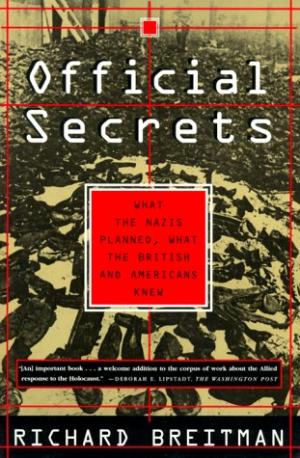 Official
Secrets
WHAT
THE NAZIS
PLANNED, WHAT
THE BRITISH
AND AMERICANS
KNEW
"[An] important book . . . a welcome addition to the corpus of work about the Allied
response to the Holocaust." —DEBORAH E. LIPSTADT, THE WASHINGTON POST
RICHARD BREITMAN